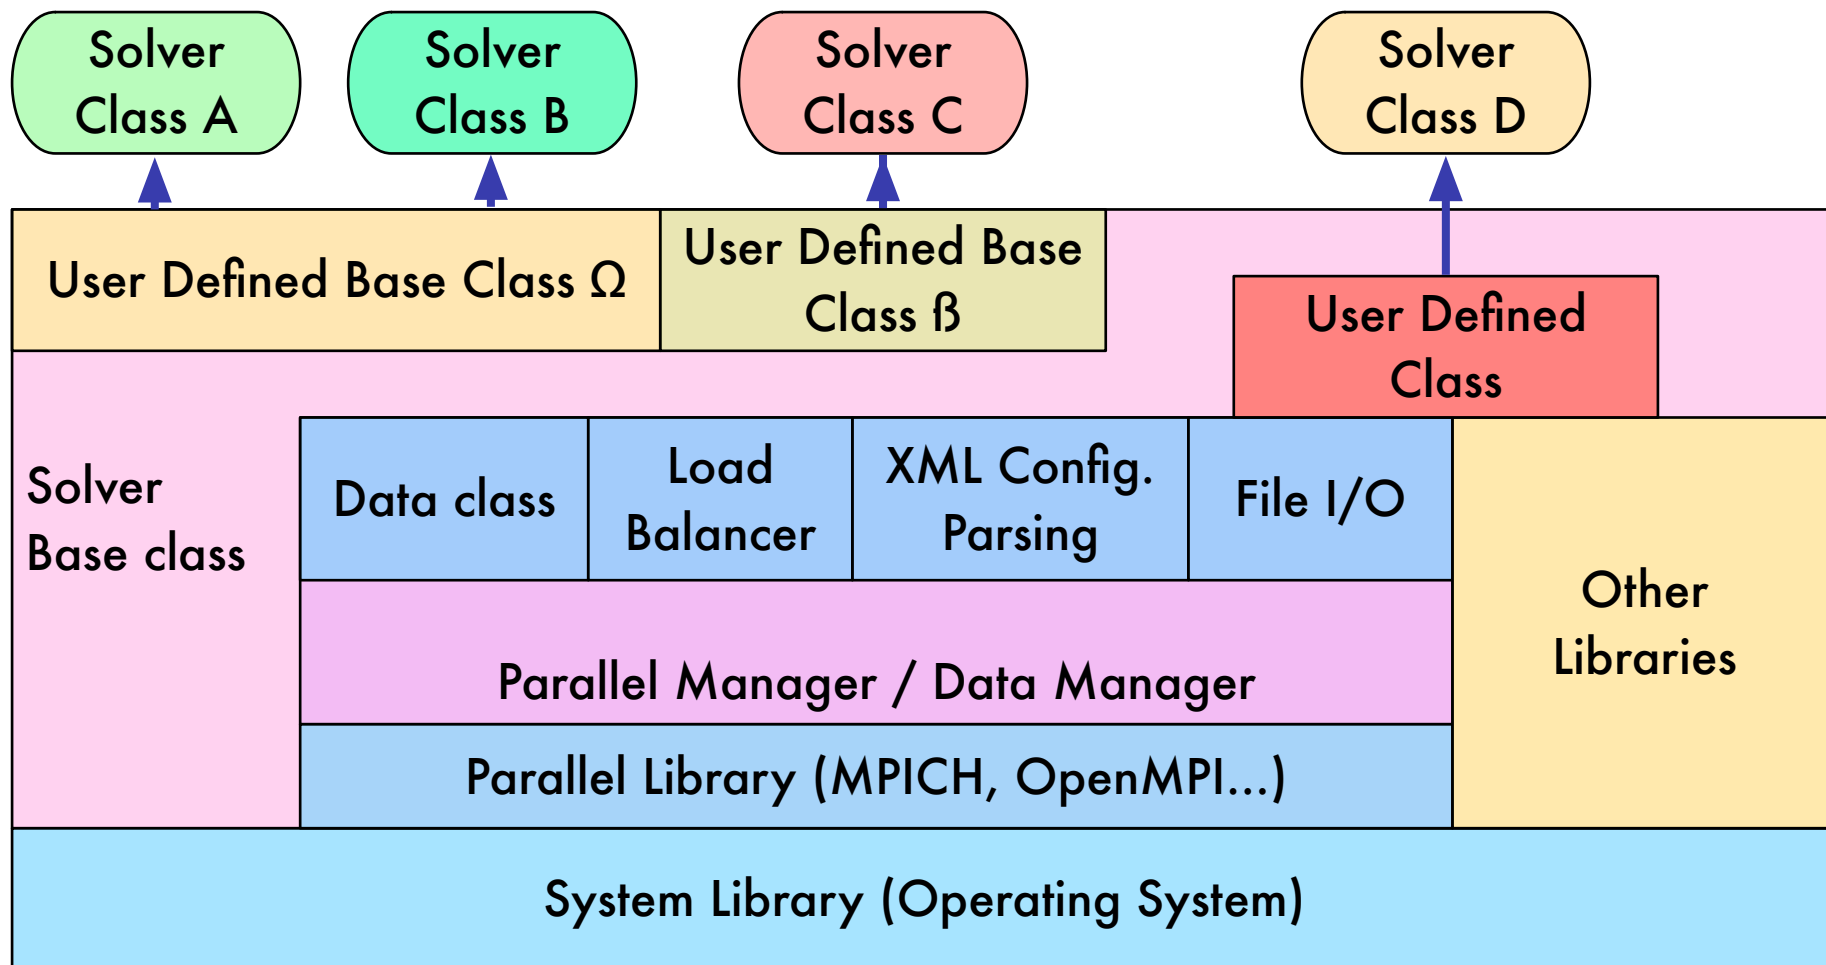 Solver
Class A
Solver
Class B
Solver
Class C
Solver
Class D
User Defined Base Class Ω
User Defined Base
Class ß
User Defined
Class
Solver
Base class
Data class
Load
Balancer
XML Config.
Parsing
File I/O
Other
Libraries
Parallel Manager / Data Manager
Parallel Library (MPICH, OpenMPI...)
System Library (Operating System)